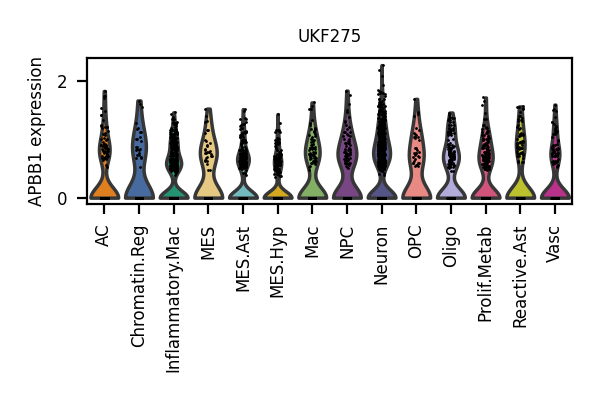 UKF275
APBB1 expression
2
0
AC
Chromatin.Reg
Inflammatory.Mac
MES
MES.Ast
MES.Hyp
Mac
NPC
Neuron
OPC
Oligo
Prolif.Metab
Reactive.Ast
Vasc